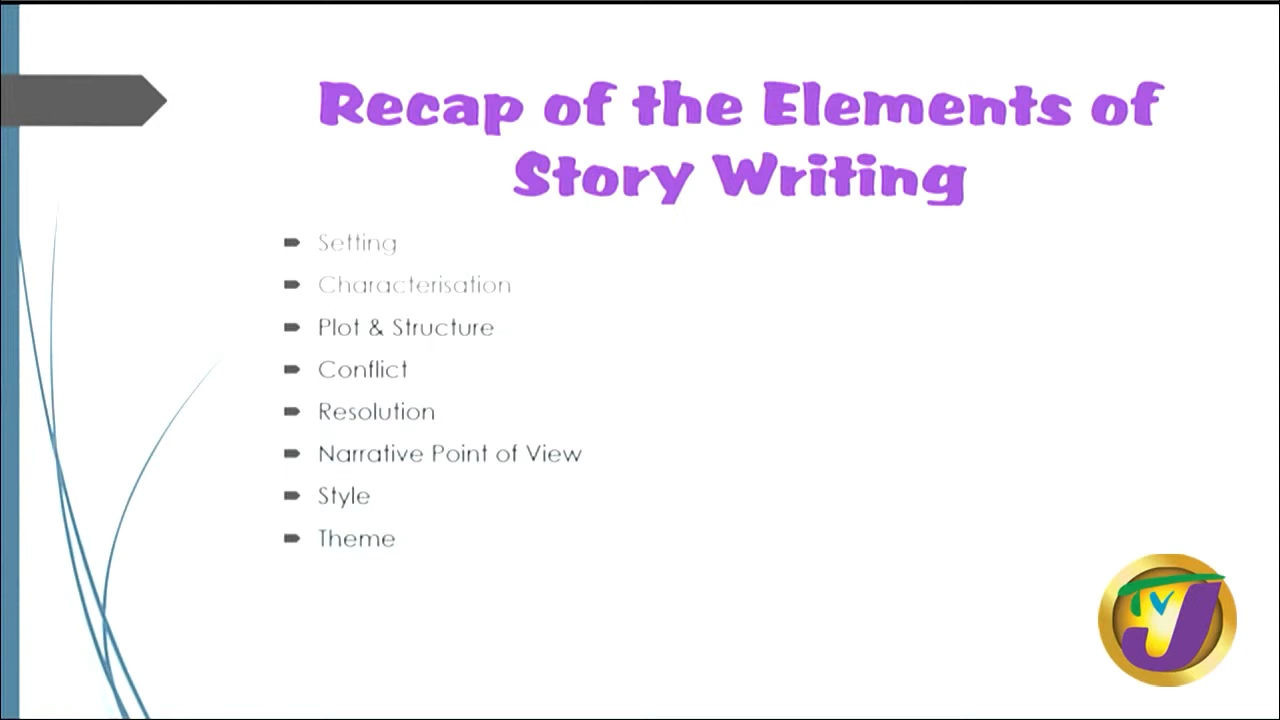 Recap of the Elements of
Story Writing
Setting
Characterisation
Plot & Structure
Conflict
Resolution
Narrative Point of View
Style
Theme
TVJ